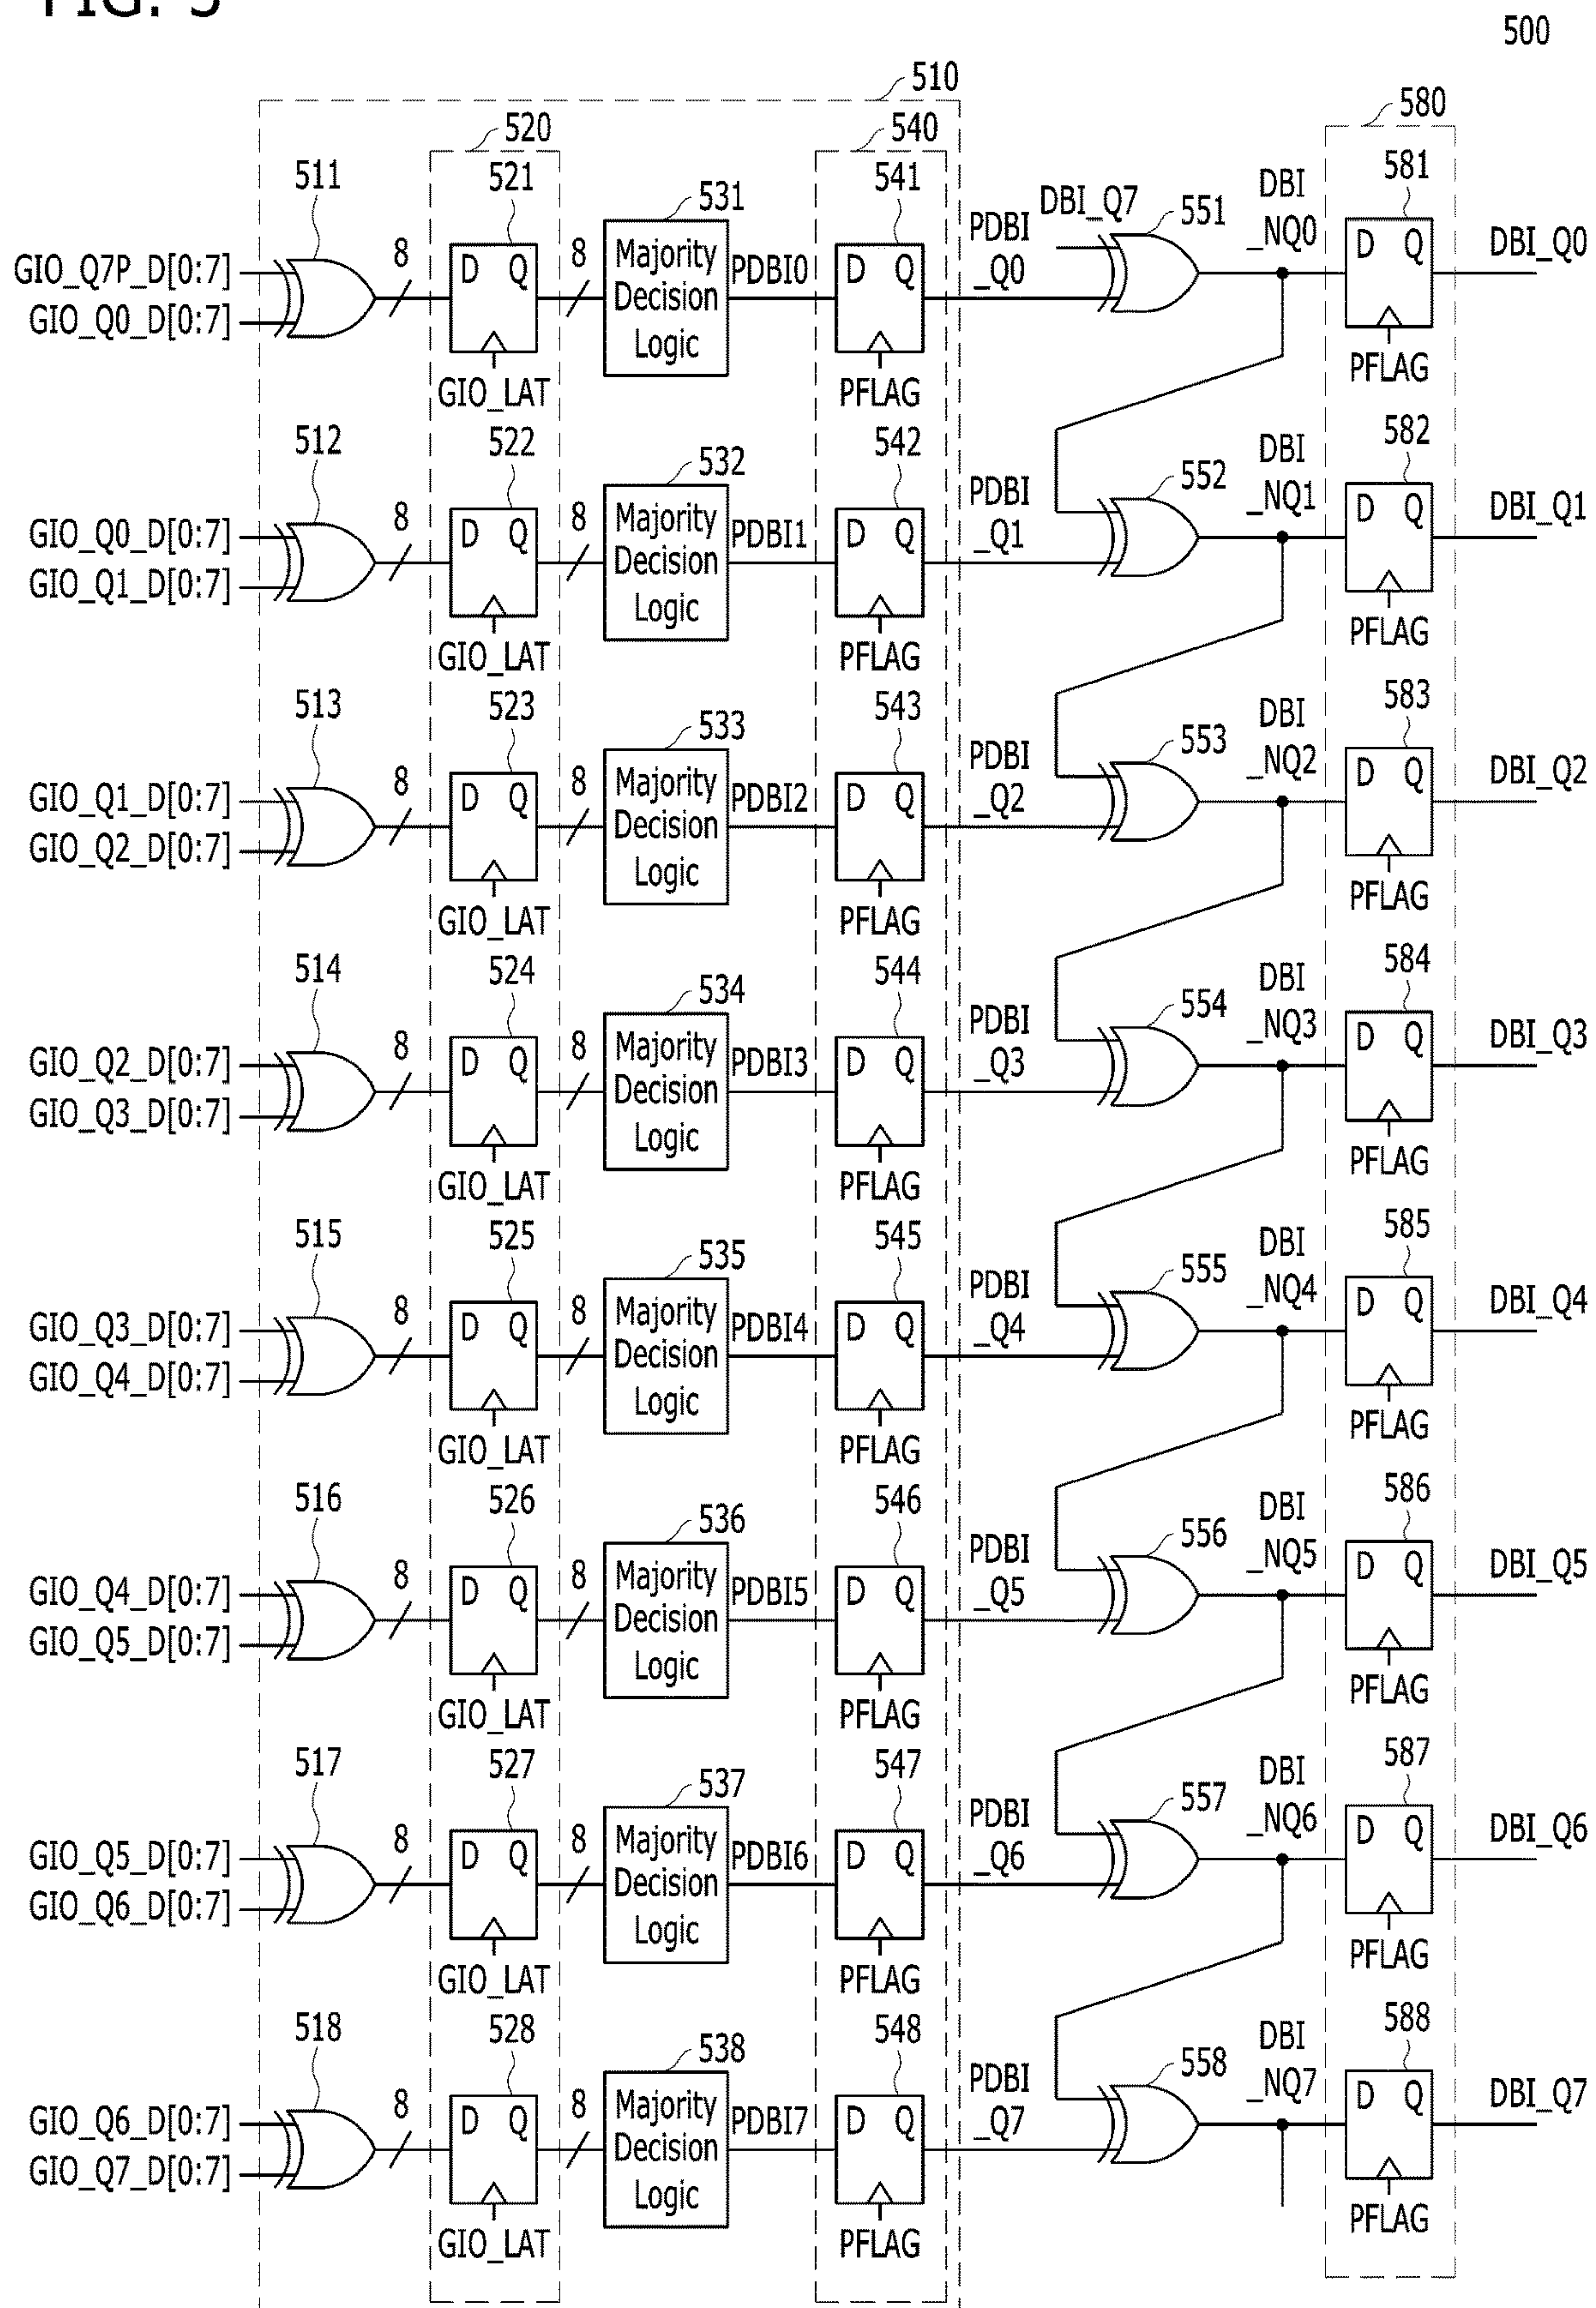 FIG. 5
500
510
520
540
580
511
521
531
541
DBI_Q7
551
DBI
_NQ0
581
GIO_Q7P_D[0:7]
GIO_Q0_D[0:7]
8
D Q
GIO_LAT
8
Majority
Decision
Logic
PDBI0
D Q
PFLAG
PDBI
_Q0
D Q
PFLAG
DBI_Q0
512
522
532
542
552
DBI
_NQ1
582
GIO_Q0_D[0:7]
GIO_Q1_D[0:7]
8
D Q
GIO_LAT
8
Majority
Decision
Logic
PDBI1
D Q
PFLAG
PDBI
_Q1
D Q
PFLAG
DBI_Q1
513
523
533
543
553
DBI
_NQ2
583
GIO_Q1_D[0:7]
GIO_Q2_D[0:7]
8
D Q
GIO_LAT
8
Majority
Decision
Logic
PDBI2
D Q
PFLAG
PDBI
_Q2
D Q
PFLAG
DBI_Q2
514
524
534
544
554
DBI
_NQ3
584
GIO_Q2_D[0:7]
GIO_Q3_D[0:7]
8
D Q
GIO_LAT
8
Majority
Decision
Logic
PDBI3
D Q
PFLAG
PDBI
_Q3
D Q
PFLAG
DBI_Q3
515
525
535
545
555
DBI
_NQ4
585
GIO_Q3_D[0:7]
GIO_Q4_D[0:7]
8
D Q
GIO_LAT
8
Majority
Decision
Logic
PDBI4
D Q
PFLAG
PDBI
_Q4
D Q
PFLAG
DBI_Q4
516
526
536
546
556
DBI
_NQ5
586
GIO_Q4_D[0:7]
GIO_Q5_D[0:7]
8
D Q
GIO_LAT
8
Majority
Decision
Logic
PDBI5
D Q
PFLAG
PDBI
_Q5
D Q
PFLAG
DBI_Q5
517
527
537
547
557
DBI
_NQ6
587
GIO_Q5_D[0:7]
GIO_Q6_D[0:7]
8
D Q
GIO_LAT
8
Majority
Decision
Logic
PDBI6
D Q
PFLAG
PDBI
_Q6
D Q
PFLAG
DBI_Q6
518
528
538
548
558
DBI
_NQ7
588
GIO_Q6_D[0:7]
GIO_Q7_D[0:7]
8
D Q
GIO_LAT
8
Majority
Decision
Logic
PDBI7
D Q
PFLAG
PDBI
_Q7
D Q
PFLAG
DBI_Q7